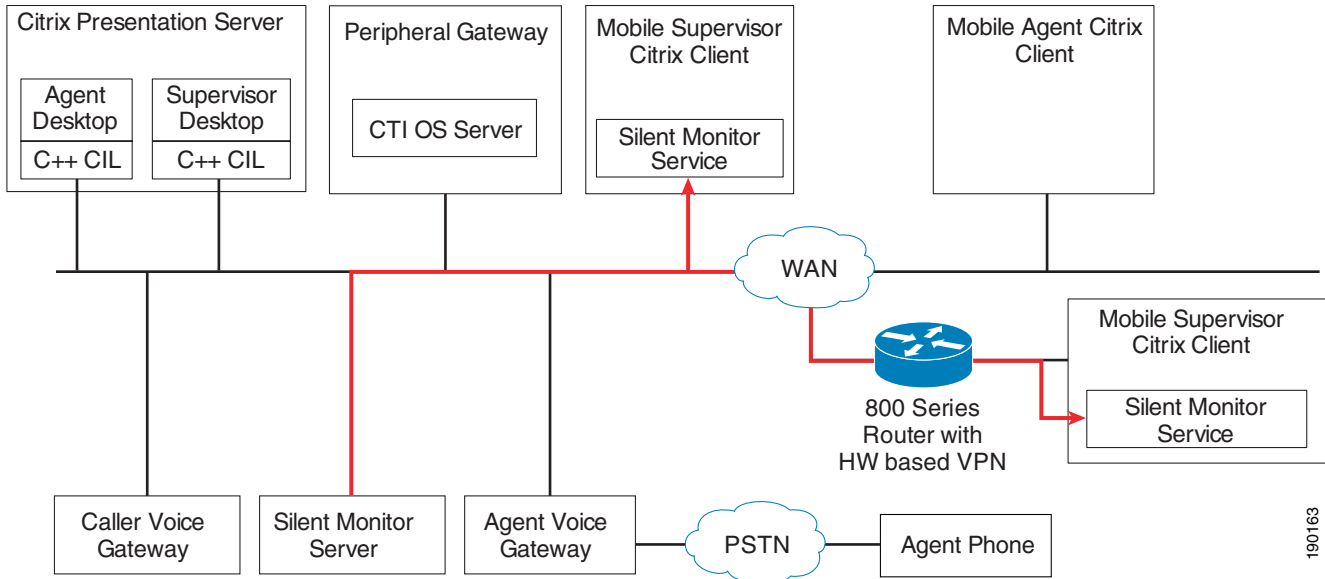 Citrix Presentation Server
Agent
Desktop
C++ CIL
Supervisor
Desktop
C++ CIL
Peripheral Gateway
CTI OS Server
Mobile Supervisor
Citrix Client
Silent Monitor
Service
Mobile Agent Citrix
Client
WAN
Mobile Supervisor
Citrix Client
Silent Monitor
Service
800 Series
Router with
HW based VPN
Caller Voice
Gateway
Silent Monitor
Server
Agent Voice
Gateway
PSTN
Agent Phone
190163